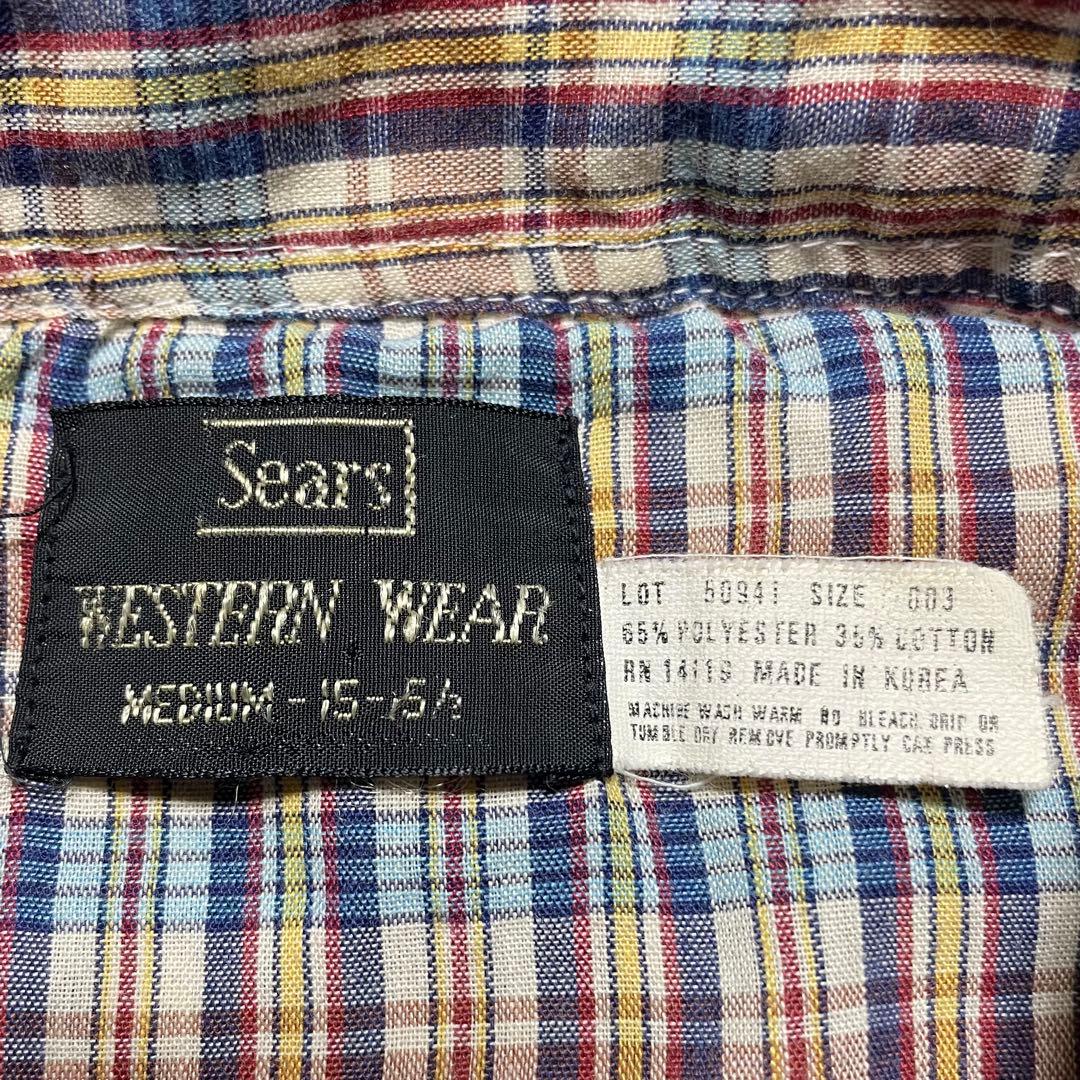 Sears
WESTERN WEAR
MEDIUM - 15-15½
LOT 50941 SIZE 003
65% POLYESTER 35% COTTON
RN 14119 MADE IN KOREA
MACHINE WASH WARM NO BLEACH DRIP OR
TUMBLE DRY REMOVE PROMPTLY CAE PRESS